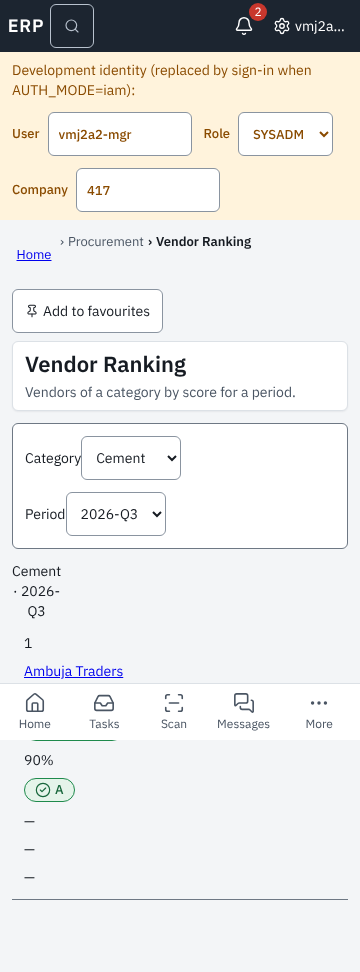 ERP
2
vmj2a...
Development identity (replaced by sign-in when
AUTH_MODE=iam):
User vmj2a2-mgr Role SYSADM
Company 417
Home › Procurement › Vendor Ranking
Add to favourites
Vendor Ranking
Vendors of a category by score for a period.
Category Cement
Period 2026-Q3
Cement
· 2026-
Q3
1
Ambuja Traders
Home Tasks Scan Messages More
90%
A
—
—
—